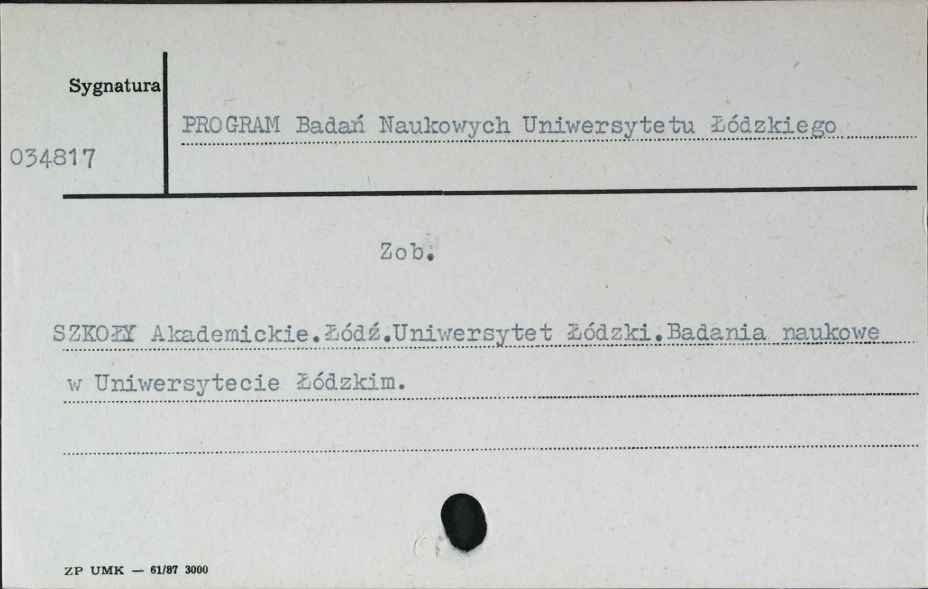 Sygnatura
PROGRAM Badań Naukowych Uniwersytetu Łódzkiego
034817
Zob.
SZKOŁY Akademickie.Łódź.Uniwersytet Łódzki.Badania naukowe
w Uniwersytecie Łódzkim.
ZP UMK — 61/87 3000